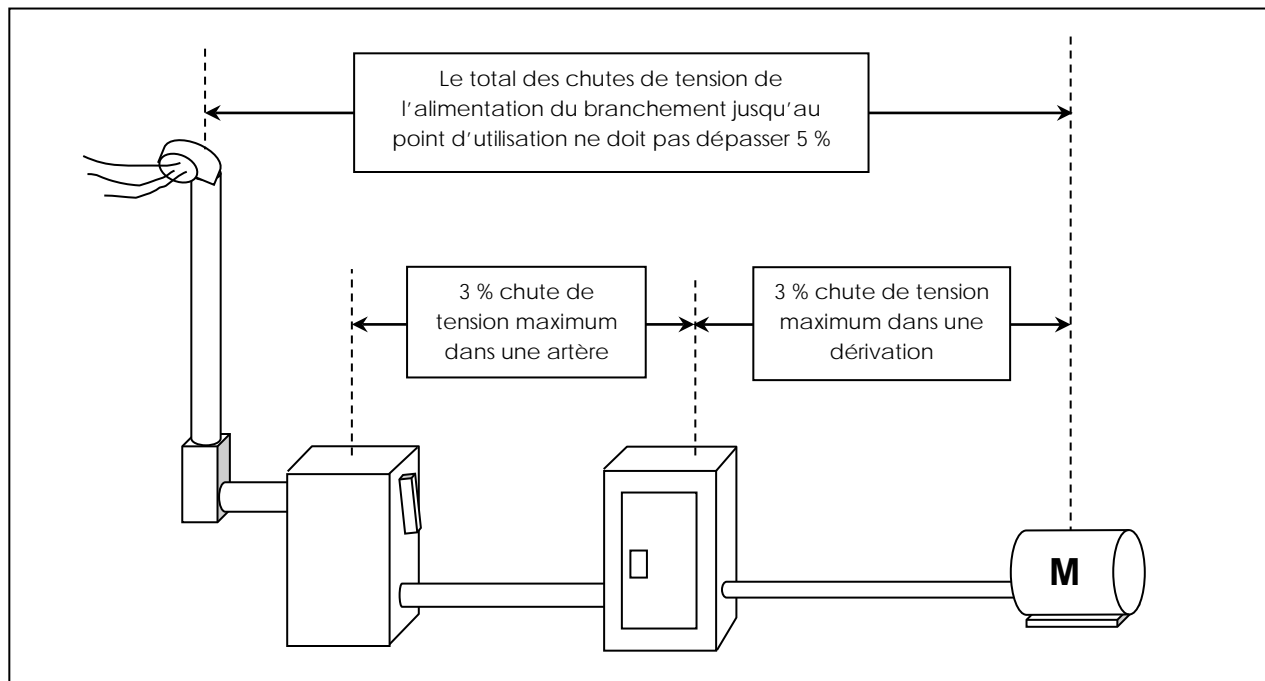 Le total des chutes de tension de
l'alimentation du branchement jusqu'au
point d'utilisation ne doit pas dépasser 5 %
3 % chute de
tension maximum
dans une artère
3 % chute de tension
maximum dans une
dérivation
M